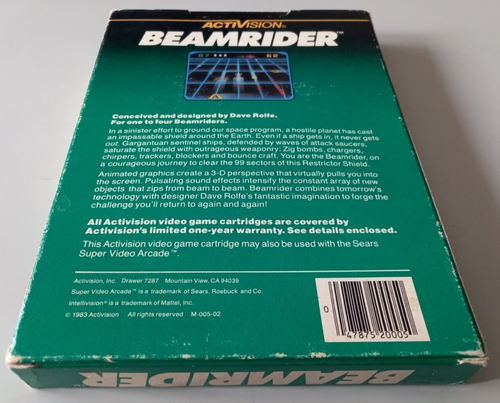 ACTIVISION®
BEAMRIDER™
Conceived and designed by Dave Rolfe.
For one to four Beamriders.
In a sinister effort to ground our space program, a hostile planet has cast
an impassable shield around the Earth. Even if a ship gets in, it never gets
out. Gargantuan sentinel ships, defended by waves of attack saucers,
saturate the shield with outrageous weaponry: Zig bombs, chargers,
chirpers, trackers, blockers and bounce craft. You are the Beamrider, on
a courageous journey to clear the 99 sectors of this Restrictor Shield.
Animated graphics create a 3-D perspective that virtually pulls you into
the screen. Pulsating sound effects intensify the constant array of new
objects that zips from beam to beam. Beamrider combines tomorrow's
technology with designer Dave Rolfe's fantastic imagination to forge the
challenge you'll return to again and again!
All Activision video game cartridges are covered by
Activision's limited one-year warranty. See details enclosed.
This Activision video game cartridge may also be used with the Sears
Super Video Arcade™.
Activision, Inc. Drawer 7287 Mountain View, CA 94039
Super Video Arcade™ is a trademark of Sears, Roebuck and Co.
Intellivision® is a trademark of Mattel, Inc.
© 1983 Activision All rights reserved M-005-02
0 47875 20005
BEAMRIDER